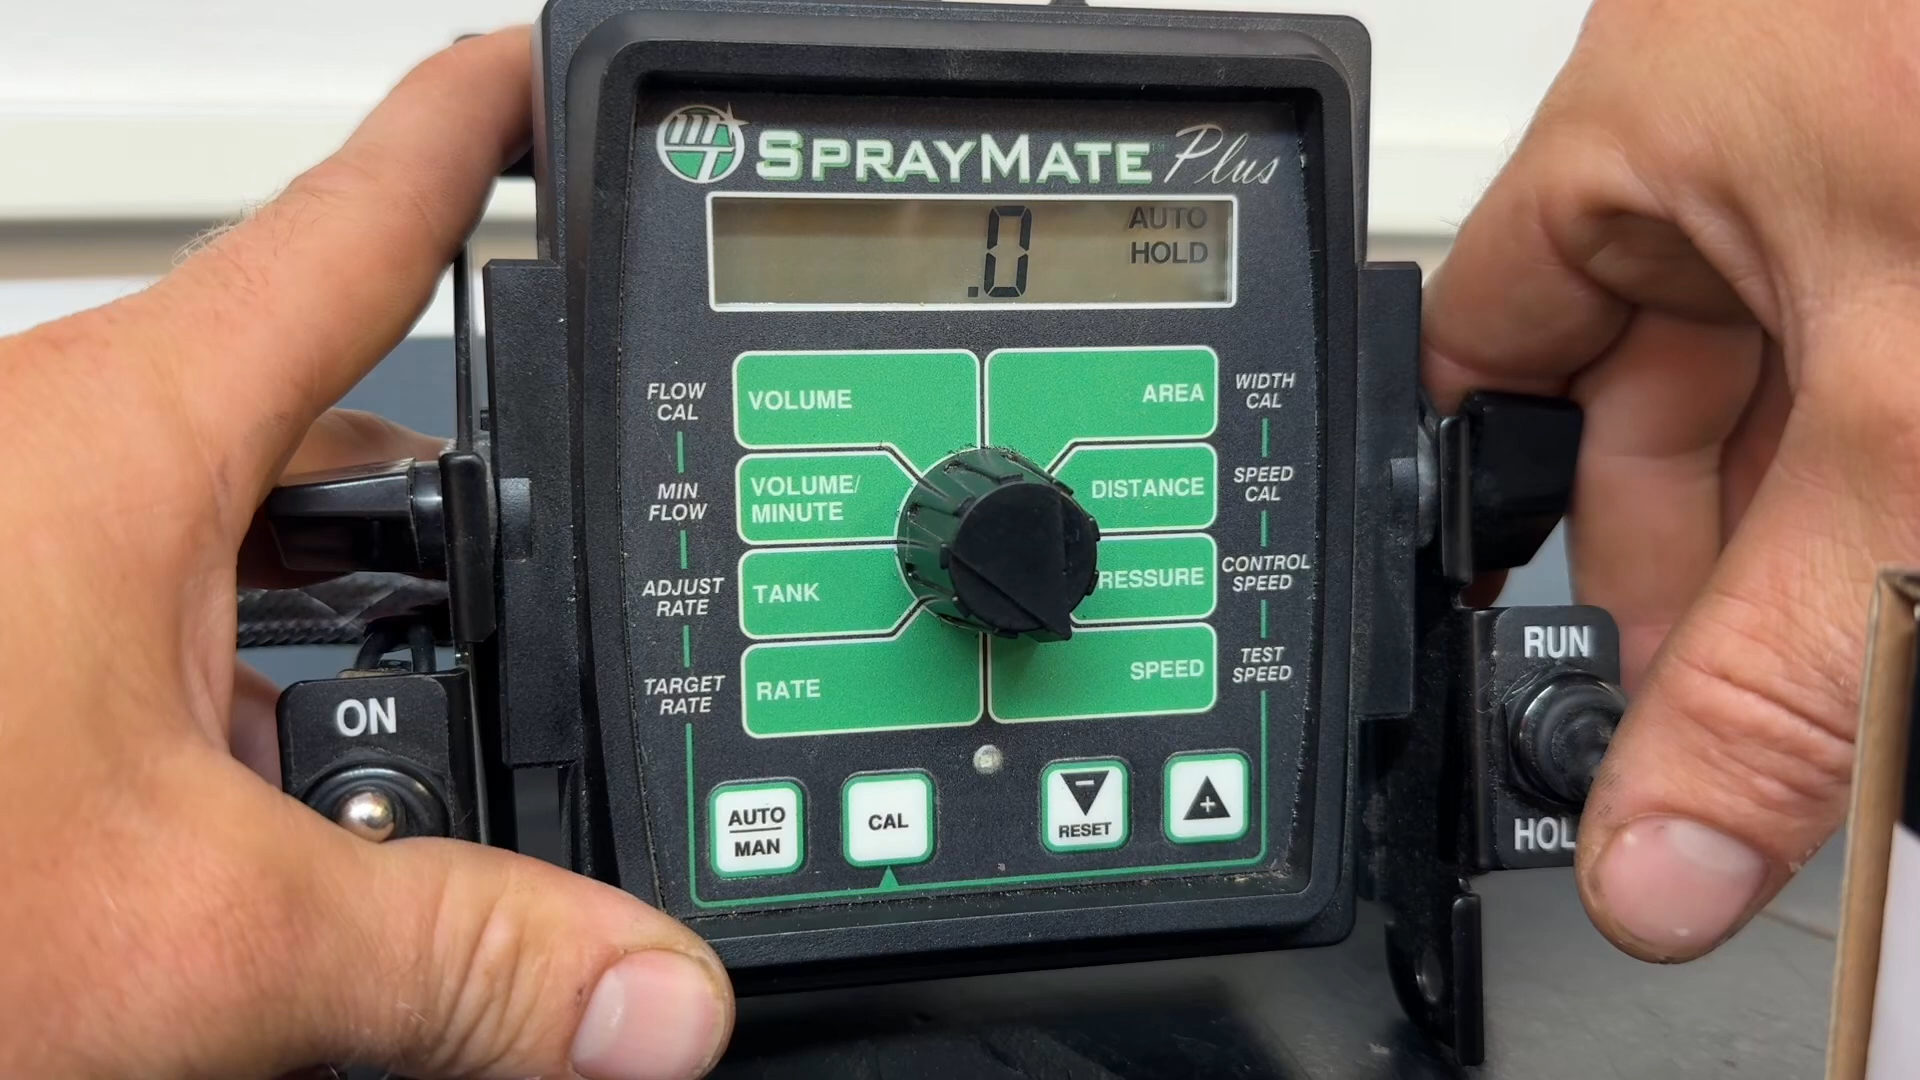 SPRAYMATE™ Plus
.0
AUTO
HOLD
FLOW
CAL
VOLUME
AREA
WIDTH
CAL
MIN
FLOW
VOLUME/
MINUTE
DISTANCE
SPEED
CAL
ADJUST
RATE
TANK
RESSURE
CONTROL
SPEED
TARGET
RATE
RATE
SPEED
TEST
SPEED
ON
RUN
HOL
AUTO
MAN
CAL
−
RESET
+